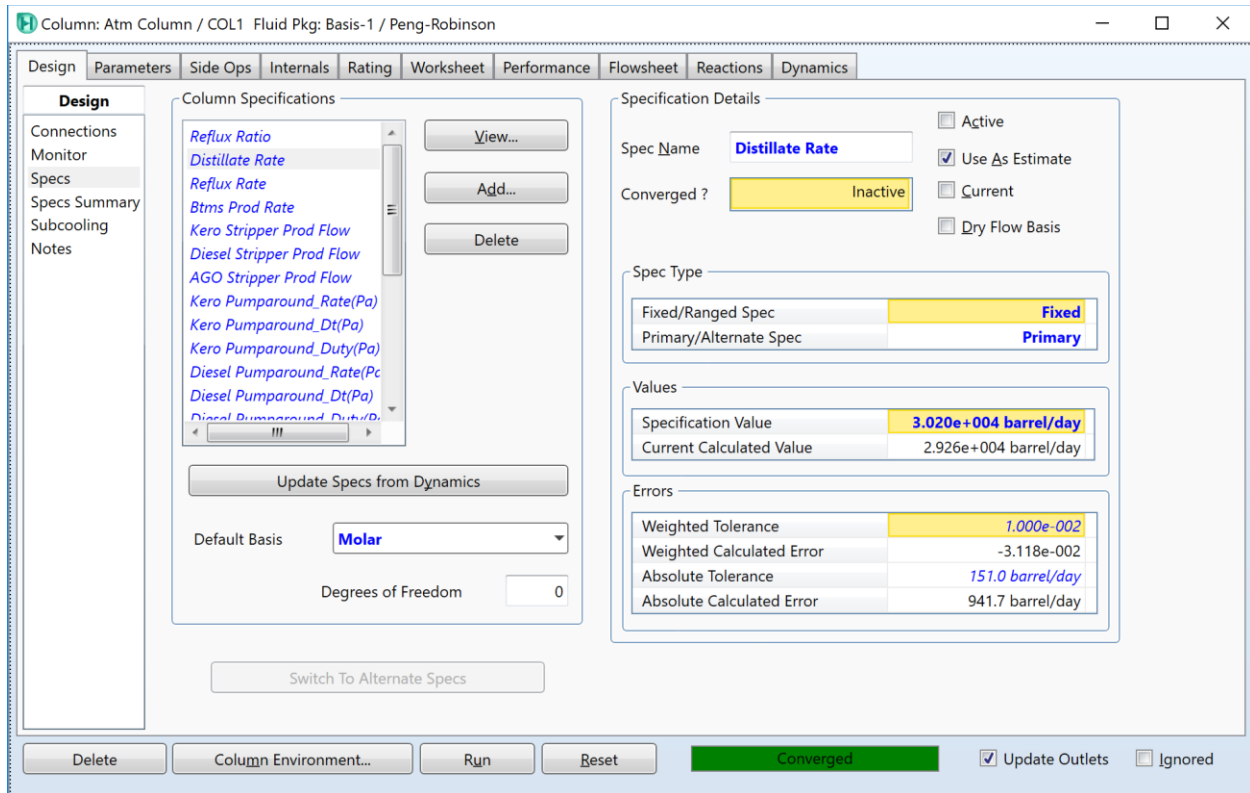 Column: Atm Column / COL1 Fluid Pkg: Basis-1 / Peng-Robinson
Design Parameters Side Ops Internals Rating Worksheet Performance Flowsheet Reactions Dynamics
Design
Connections
Monitor
Specs
Specs Summary
Subcooling
Notes
Column Specifications
Reflux Ratio
Distillate Rate
Reflux Rate
Btms Prod Rate
Kero Stripper Prod Flow
Diesel Stripper Prod Flow
AGO Stripper Prod Flow
Kero Pumparound_Rate(Pa)
Kero Pumparound_Dt(Pa)
Kero Pumparound_Duty(Pa)
Diesel Pumparound_Rate(Pa
Diesel Pumparound_Dt(Pa)
Diesel Pumparound_Duty(Pa
View...
Add...
Delete
Update Specs from Dynamics
Default Basis Molar
Degrees of Freedom 0
Switch To Alternate Specs
Specification Details
Spec Name Distillate Rate
Converged ? Inactive
Active
Use As Estimate
Current
Dry Flow Basis
Spec Type
Fixed/Ranged Spec Fixed
Primary/Alternate Spec Primary
Values
Specification Value 3.020e+004 barrel/day
Current Calculated Value 2.926e+004 barrel/day
Errors
Weighted Tolerance 1.000e-002
Weighted Calculated Error -3.118e-002
Absolute Tolerance 151.0 barrel/day
Absolute Calculated Error 941.7 barrel/day
Delete Column Environment... Run Reset Converged Update Outlets Ignored